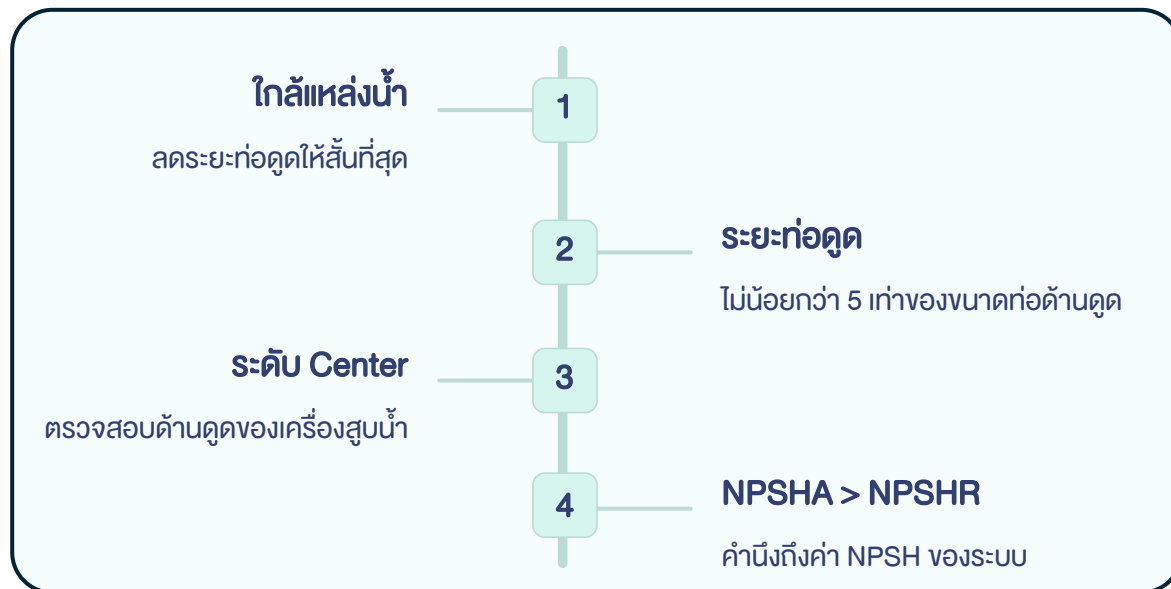 ใกล้แหล่งน้ำ
ลดระยะท่อดูดให้สั้นที่สุด
1
2
ระยะท่อดูด
ไม่น้อยกว่า 5 เท่าของขนาดท่อด้านดูด
ระดับ Center
ตรวจสอบด้านดูดของเครื่องสูบน้ำ
3
4
NPSHA > NPSHR
คำนึงถึงค่า NPSH ของระบบ